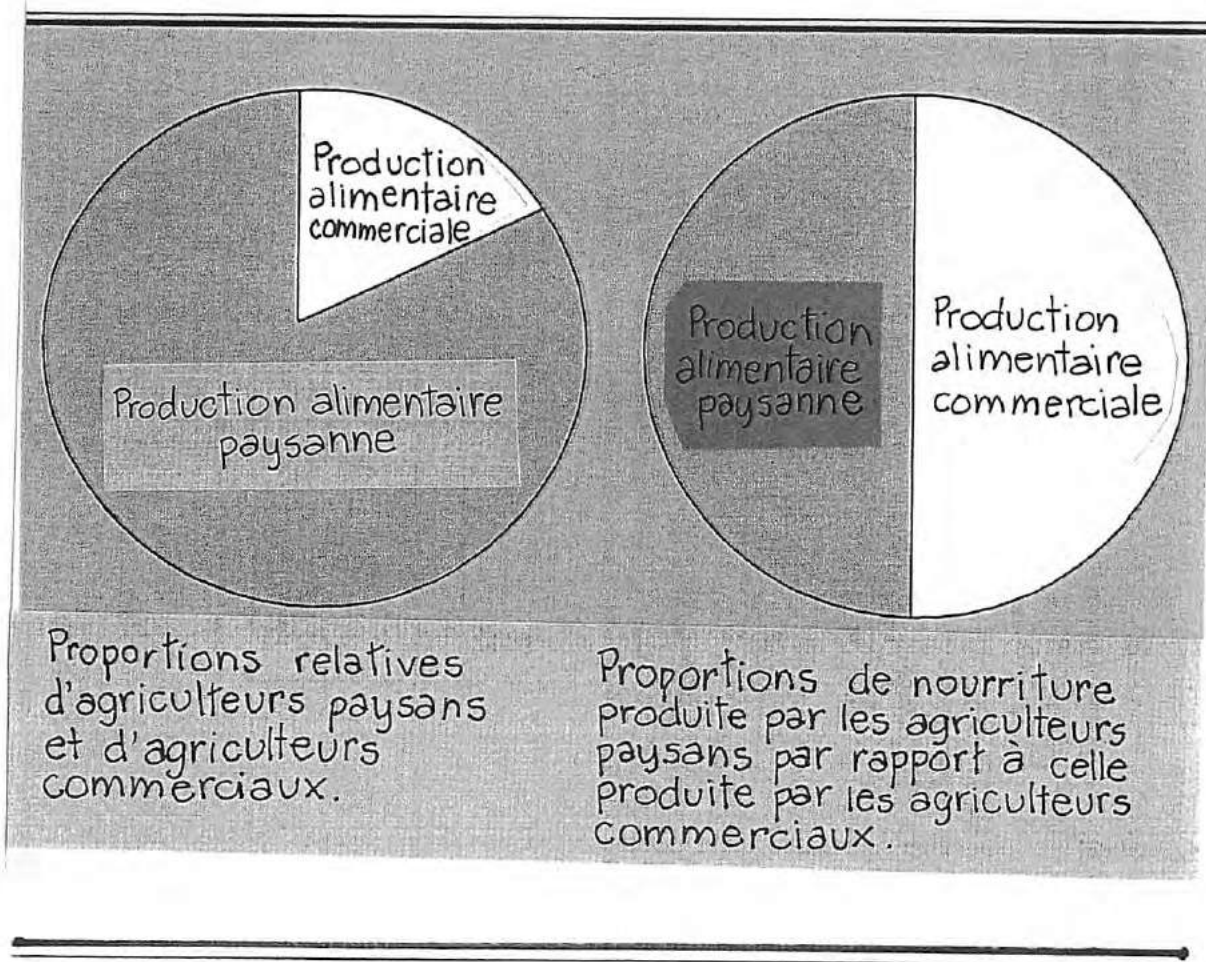 Production
alimentaire
commerciale
Production alimentaire
paysanne
Production
alimentaire
paysanne
Production
alimentaire
commerciale
Proportions relatives
d'agriculteurs paysans
et d'agriculteurs
commerciaux.
Proportions de nourriture
produite par les agriculteurs
paysans par rapport à celle
produite par les agriculteurs
commerciaux.